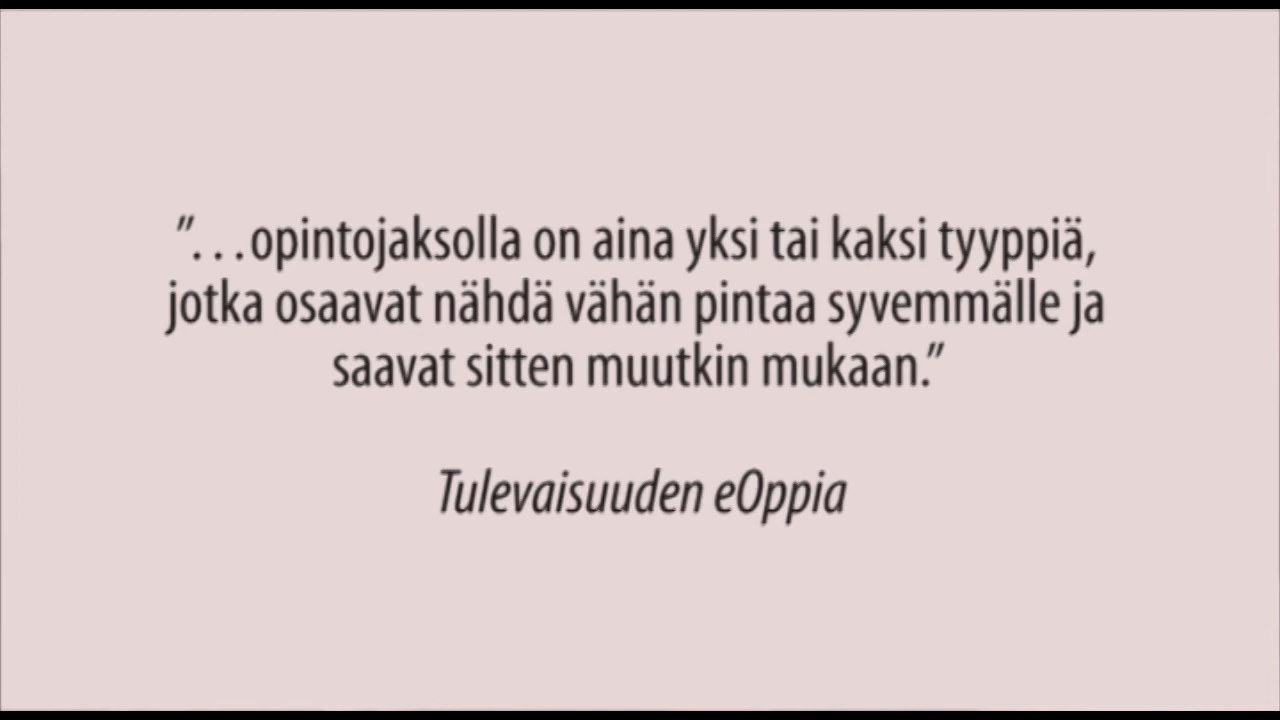 ”…opintojaksolla on aina yksi tai kaksi tyyppiä,
jotka osaavat nähdä vähän pintaa syvemmälle ja
saavat sitten muutkin mukaan.”
Tulevaisuuden eOppia